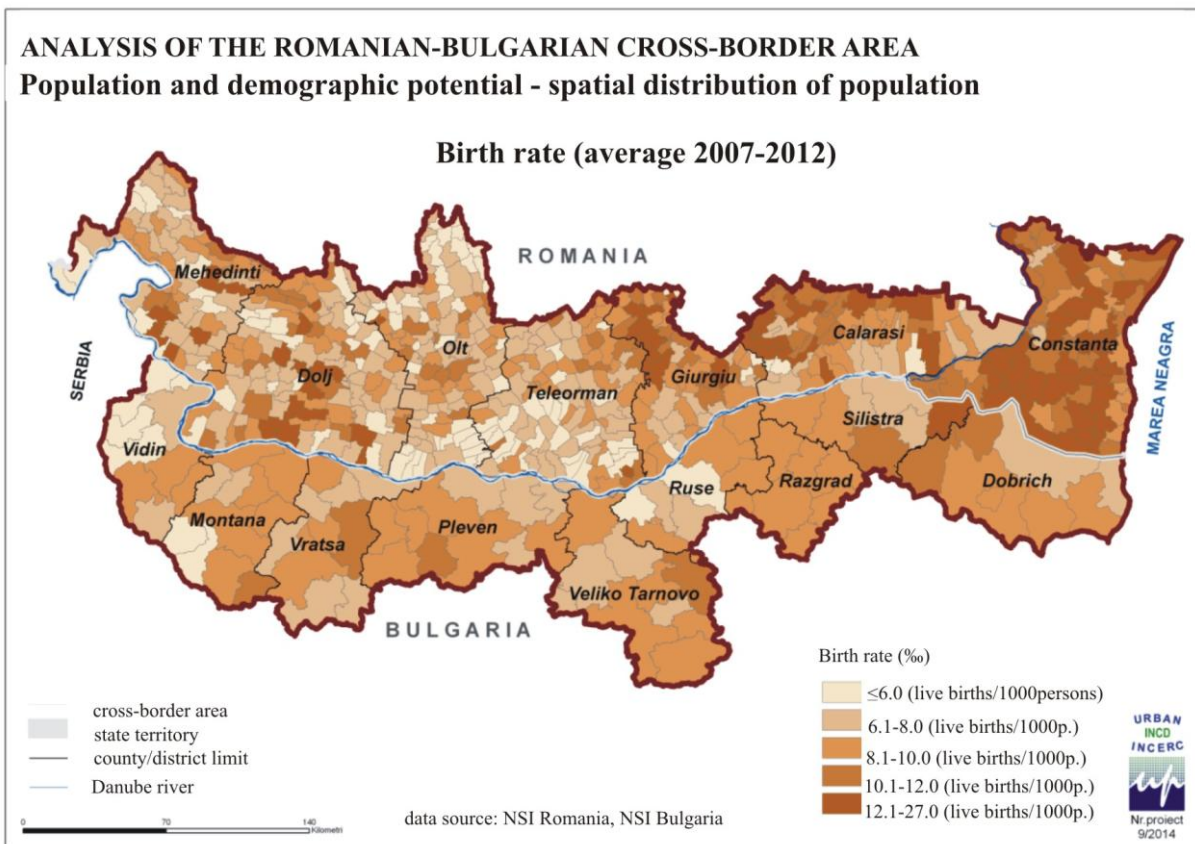 ANALYSIS OF THE ROMANIAN-BULGARIAN CROSS-BORDER AREA
Population and demographic potential - spatial distribution of population
Birth rate (average 2007-2012)
ROMANIA
Mehedinti
SERBIA
Olt
Dolj
Teleorman
Giurgiu
Calarasi
Constanta
MAREA NEAGRA
Vidin
Silistra
Montana
Vratsa
Pleven
Ruse
Razgrad
Dobrich
Veliko Tarnovo
BULGARIA
Birth rate (‰)
≤6.0 (live births/1000persons)
6.1-8.0 (live births/1000p.)
8.1-10.0 (live births/1000p.)
10.1-12.0 (live births/1000p.)
12.1-27.0 (live births/1000p.)
cross-border area
state territory
county/district limit
Danube river
0 70 140
Kilometri
data source: NSI Romania, NSI Bulgaria
URBAN
INCD
INCERC
up
Nr.proiect
9/2014